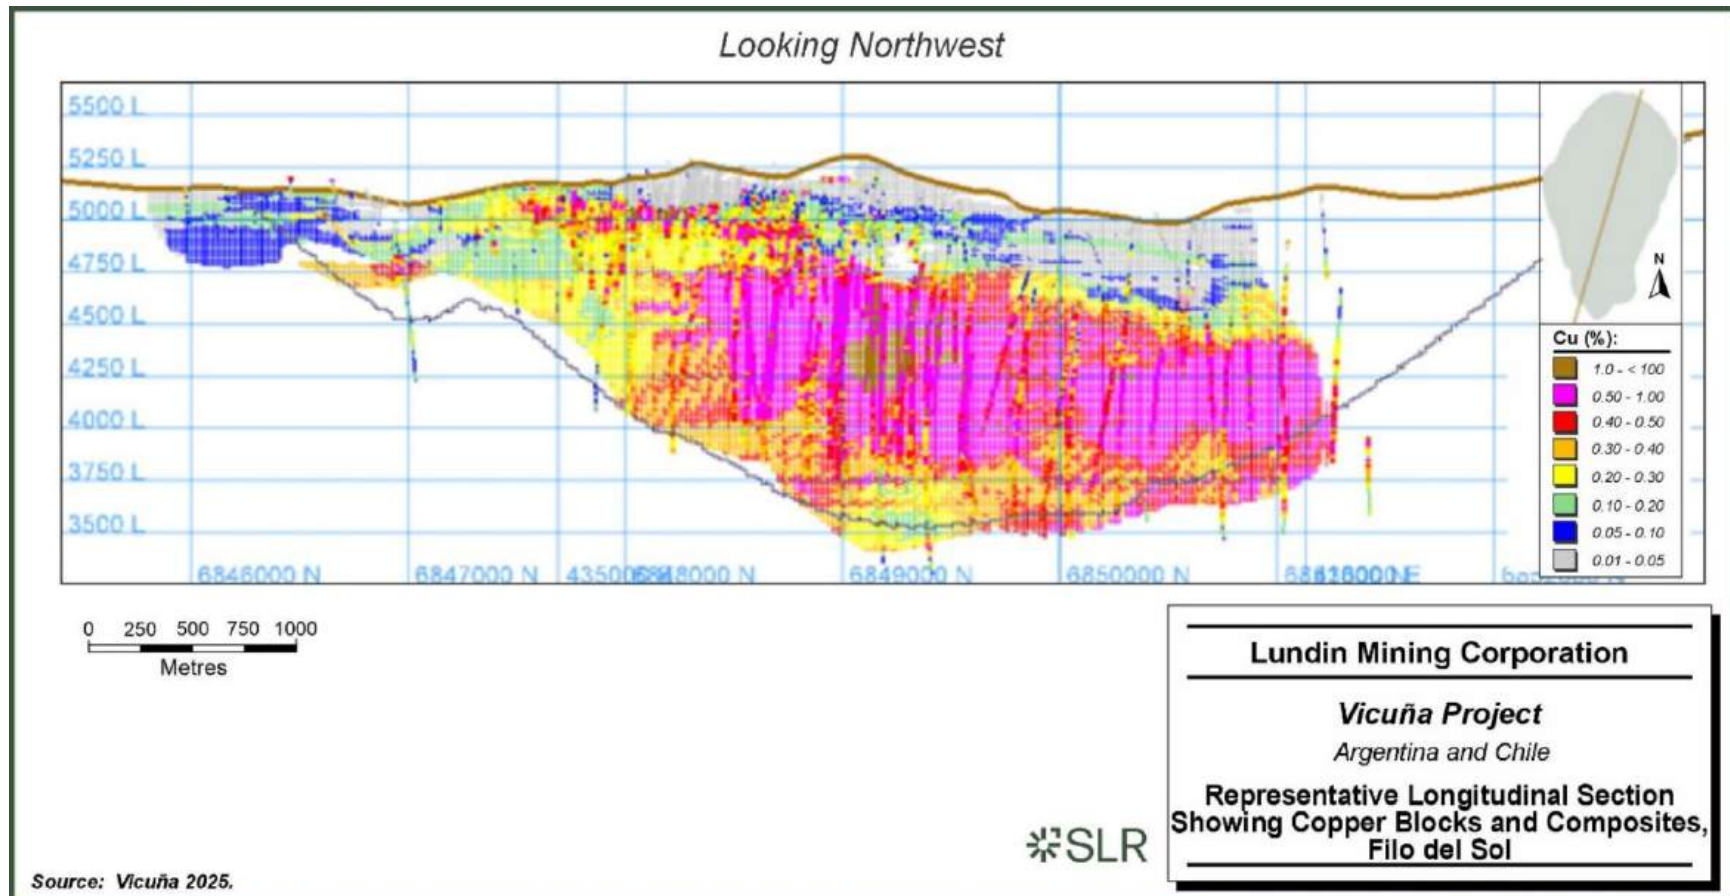 Looking Northwest
5500 L
5250 L
5000 L
4750 L
4500 L
4250 L
4000 L
3750 L
3500 L
6846000 N
6847000 N
6849000 N
6850000 N
N
Cu (%):
1.0 - < 100
0.50 - 1.00
0.40 - 0.50
0.30 - 0.40
0.20 - 0.30
0.10 - 0.20
0.05 - 0.10
0.01 - 0.05
0 250 500 750 1000
Metres
Lundin Mining Corporation
Vicuña Project
Argentina and Chile
Representative Longitudinal Section
Showing Copper Blocks and Composites,
Filo del Sol
SLR
Source: Vicuña 2025.